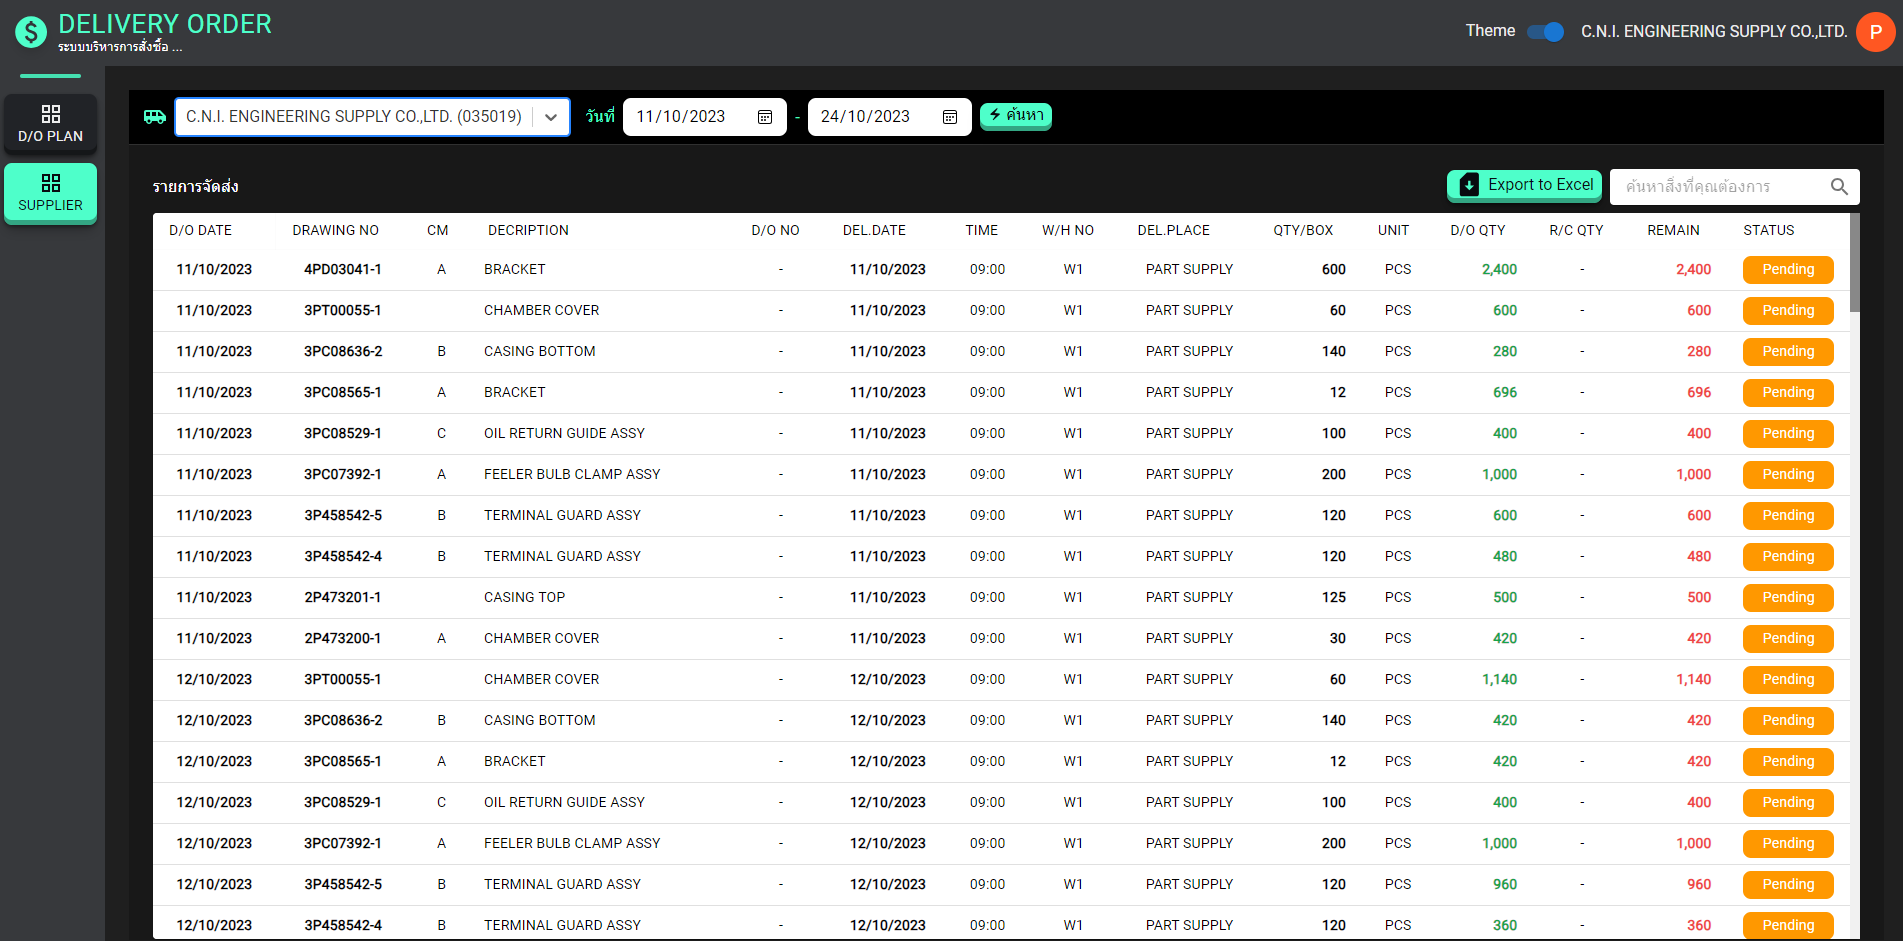 DELIVERY ORDER
ระบบบริหารการสั่งซื้อ ...
Theme C.N.I. ENGINEERING SUPPLY CO.,LTD. P
D/O PLAN
SUPPLIER
C.N.I. ENGINEERING SUPPLY CO.,LTD. (035019) วันที่ 11/10/2023 - 24/10/2023 ค้นหา
รายการจัดส่ง Export to Excel ค้นหาสิ่งที่คุณต้องการ
D/O DATE DRAWING NO CM DECRIPTION D/O NO DEL.DATE TIME W/H NO DEL.PLACE QTY/BOX UNIT D/O QTY R/C QTY REMAIN STATUS
11/10/2023 4PD03041-1 A BRACKET - 11/10/2023 09:00 W1 PART SUPPLY 600 PCS 2,400 - 2,400 Pending
11/10/2023 3PT00055-1 CHAMBER COVER - 11/10/2023 09:00 W1 PART SUPPLY 60 PCS 600 - 600 Pending
11/10/2023 3PC08636-2 B CASING BOTTOM - 11/10/2023 09:00 W1 PART SUPPLY 140 PCS 280 - 280 Pending
11/10/2023 3PC08565-1 A BRACKET - 11/10/2023 09:00 W1 PART SUPPLY 12 PCS 696 - 696 Pending
11/10/2023 3PC08529-1 C OIL RETURN GUIDE ASSY - 11/10/2023 09:00 W1 PART SUPPLY 100 PCS 400 - 400 Pending
11/10/2023 3PC07392-1 A FEELER BULB CLAMP ASSY - 11/10/2023 09:00 W1 PART SUPPLY 200 PCS 1,000 - 1,000 Pending
11/10/2023 3P458542-5 B TERMINAL GUARD ASSY - 11/10/2023 09:00 W1 PART SUPPLY 120 PCS 600 - 600 Pending
11/10/2023 3P458542-4 B TERMINAL GUARD ASSY - 11/10/2023 09:00 W1 PART SUPPLY 120 PCS 480 - 480 Pending
11/10/2023 2P473201-1 CASING TOP - 11/10/2023 09:00 W1 PART SUPPLY 125 PCS 500 - 500 Pending
11/10/2023 2P473200-1 A CHAMBER COVER - 11/10/2023 09:00 W1 PART SUPPLY 30 PCS 420 - 420 Pending
12/10/2023 3PT00055-1 CHAMBER COVER - 12/10/2023 09:00 W1 PART SUPPLY 60 PCS 1,140 - 1,140 Pending
12/10/2023 3PC08636-2 B CASING BOTTOM - 12/10/2023 09:00 W1 PART SUPPLY 140 PCS 420 - 420 Pending
12/10/2023 3PC08565-1 A BRACKET - 12/10/2023 09:00 W1 PART SUPPLY 12 PCS 420 - 420 Pending
12/10/2023 3PC08529-1 C OIL RETURN GUIDE ASSY - 12/10/2023 09:00 W1 PART SUPPLY 100 PCS 400 - 400 Pending
12/10/2023 3PC07392-1 A FEELER BULB CLAMP ASSY - 12/10/2023 09:00 W1 PART SUPPLY 200 PCS 1,000 - 1,000 Pending
12/10/2023 3P458542-5 B TERMINAL GUARD ASSY - 12/10/2023 09:00 W1 PART SUPPLY 120 PCS 960 - 960 Pending
12/10/2023 3P458542-4 B TERMINAL GUARD ASSY - 12/10/2023 09:00 W1 PART SUPPLY 120 PCS 360 - 360 Pending